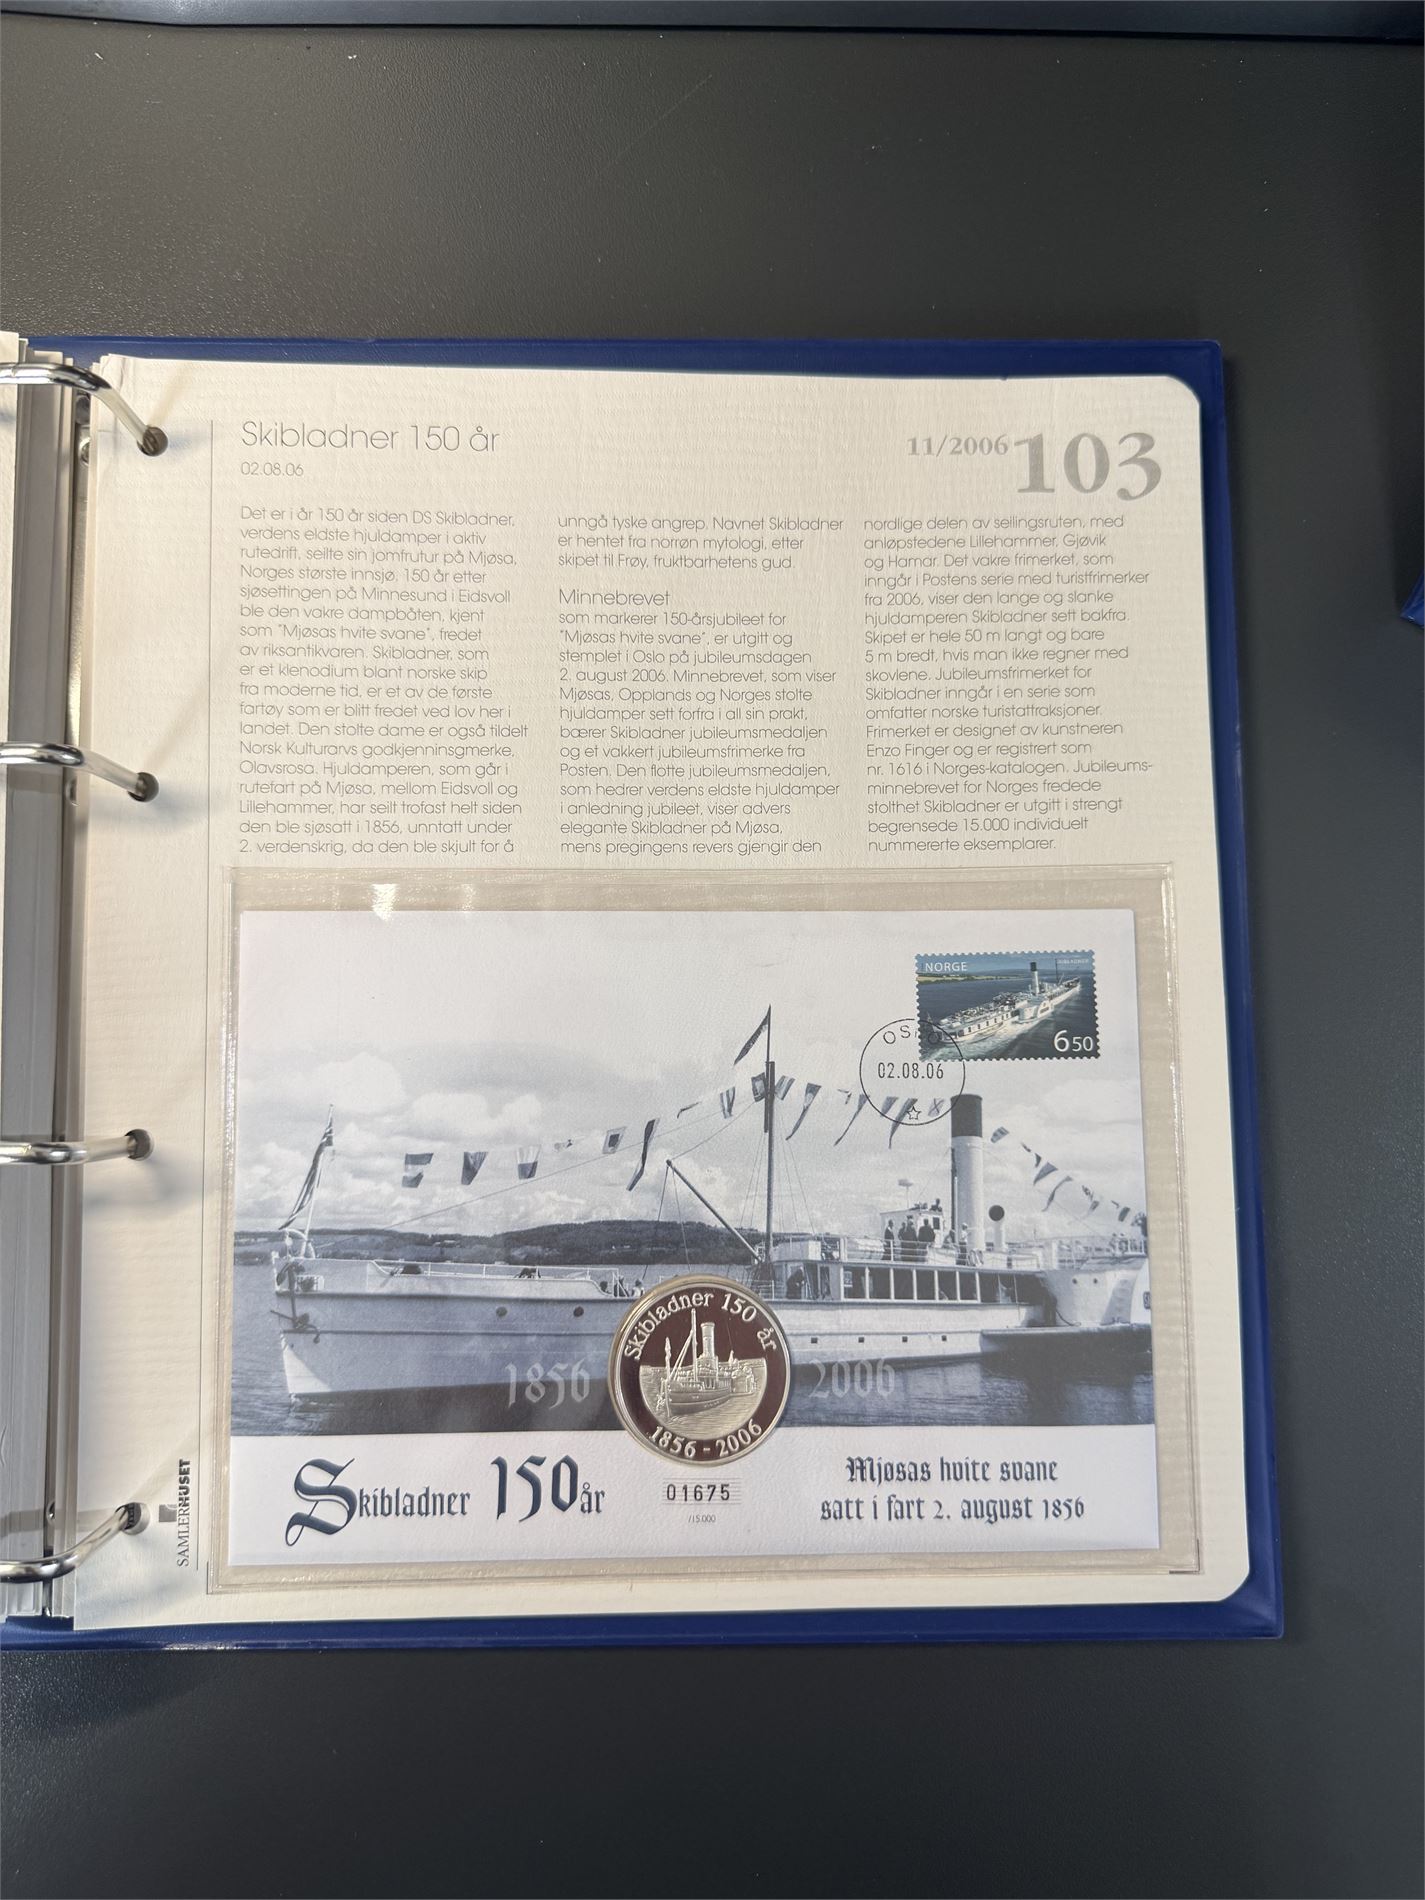 Skibladner 150 år
02.08.06
11/2006 103
Det er i år 150 år siden DS Skibladner,
verdens eldste hjuldamper i aktiv
rutedrift, seilte sin jomfrutur på Mjøsa,
Norges største innsjø. 150 år etter
sjøsettingen på Minnesund i Eidsvoll
ble den vakre dampbåten, kjent
som "Mjøsas hvite svane", fredet
av riksantikvaren. Skibladner, som
er et klenodium blant norske skip
fra moderne tid, er et av de første
fartøy som er blitt fredet ved lov her i
landet. Den stolte dame er også tildelt
Norsk Kulturarvs godkjenninsgmerke,
Olavsrosa. Hjuldamperen, som går i
rutefart på Mjøsa, mellom Eidsvoll og
Lillehammer, har seilt trofast helt siden
den ble sjøsatt i 1856, unntatt under
2. verdenskrig, da den ble skjult for å
unngå tyske angrep. Navnet Skibladner
er hentet fra norrøn mytologi, etter
skipet til Frøy, fruktbarhetens gud.
Minnebrevet
som markerer 150-årsjubileet for
"Mjøsas hvite svane", er utgitt og
stemplet i Oslo på jubileumsdagen
2. august 2006. Minnebrevet, som viser
Mjøsas, Opplands og Norges stolte
hjuldamper sett forfra i all sin prakt,
bærer Skibladner jubileumsmedaljen
og et vakkert jubileumsfrimerke fra
Posten. Den flotte jubileumsmedaljen,
som hedrer verdens eldste hjuldamper
i anledning jubileet, viser advers
elegante Skibladner på Mjøsa,
mens pregingens revers gjengir den
nordlige delen av seilingsruten, med
anløpstedene Lillehammer, Gjøvik
og Hamar. Det vakre frimerket, som
inngår i Postens serie med turistfrimerker
fra 2006, viser den lange og slanke
hjuldamperen Skibladner sett bakfra.
Skipet er hele 50 m langt og bare
5 m bredt, hvis man ikke regner med
skovlene. Jubileumsfrimerket for
Skibladner inngår i en serie som
omfatter norske turistattraksjoner.
Frimerket er designet av kunstneren
Enzo Finger og er registrert som
nr. 1616 i Norges-katalogen. Jubileums-
minnebrevet for Norges fredede
stolthet Skibladner er utgitt i strengt
begrensede 15.000 individuelt
nummererte eksemplarer.
NORGE
SKIBLADNER
6 50
OSLO
02.08.06
Skibladner 150 år
1856 - 2006
1856
2006
Skibladner 150 år
01675
/15.000
Mjøsas hvite svane
satt i fart 2. august 1856
SAMLERHUSET